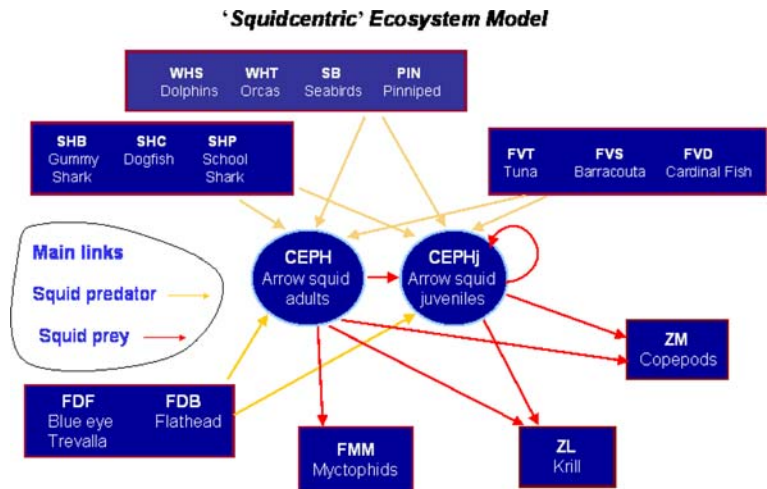 ‘Squidcentric’ Ecosystem Model
WHS WHT SB PIN
Dolphins Orcas Seabirds Pinniped
SHB SHC SHP
Gummy Dogfish School
Shark Shark
FVT FVS FVD
Tuna Barracouta Cardinal Fish
Main links
Squid predator
Squid prey
CEPH
Arrow squid
adults
CEPHj
Arrow squid
juveniles
ZM
Copepods
FDF FDB
Blue eye Flathead
Trevalla
FMM
Myctophids
ZL
Krill